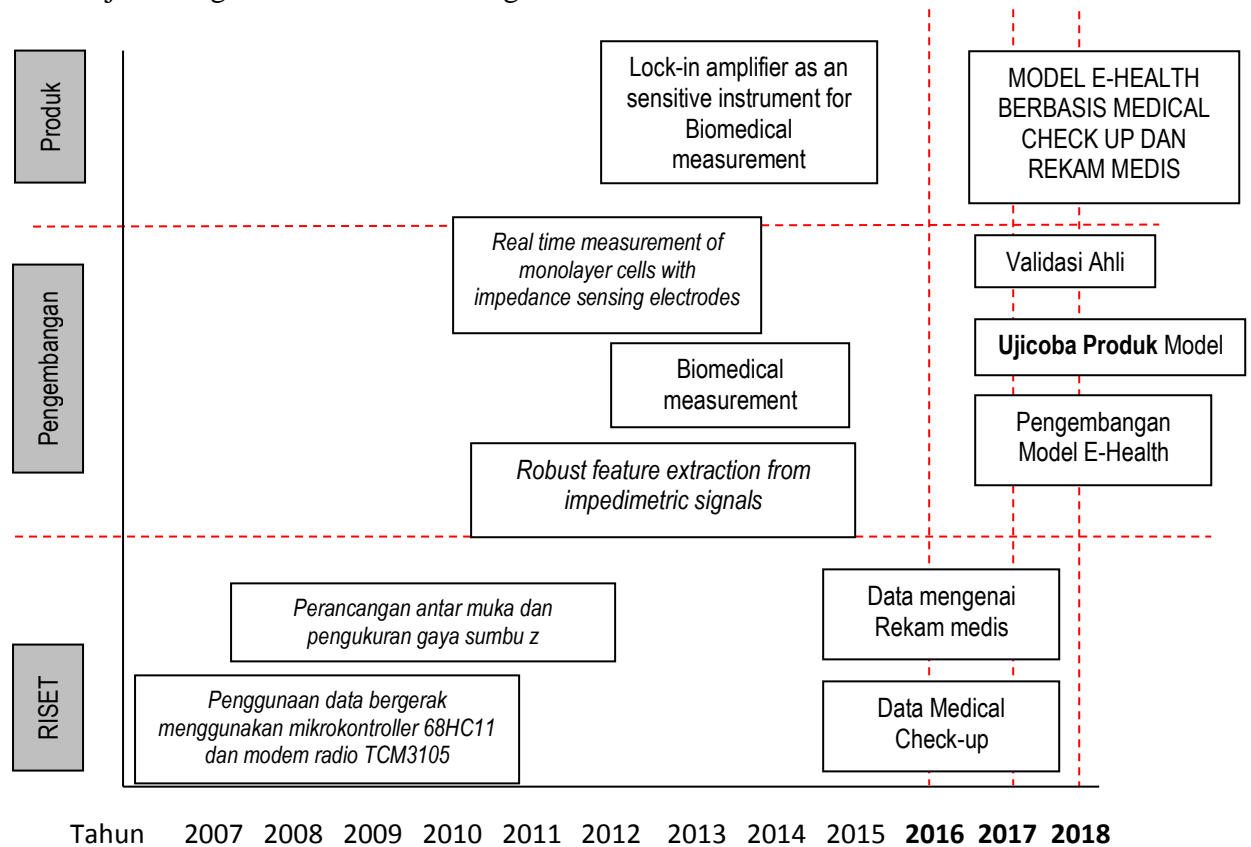 Produk
Lock-in amplifier as an
sensitive instrument for
Biomedical
measurement
MODEL E-HEALTH
BERBASIS MEDICAL
CHECK UP DAN
REKAM MEDIS
Pengembangan
Real time measurement of
monolayer cells with
impedance sensing electrodes
Validasi Ahli
Biomedical
measurement
Ujicoba Produk Model
Robust feature extraction from
impedimetric signals
Pengembangan
Model E-Health
RISET
Perancangan antar muka dan
pengukuran gaya sumbu z
Data mengenai
Rekam medis
Penggunaan data bergerak
menggunakan mikrokontroller 68HC11
dan modem radio TCM3105
Data Medical
Check-up
Tahun 2007 2008 2009 2010 2011 2012 2013 2014 2015 2016 2017 2018